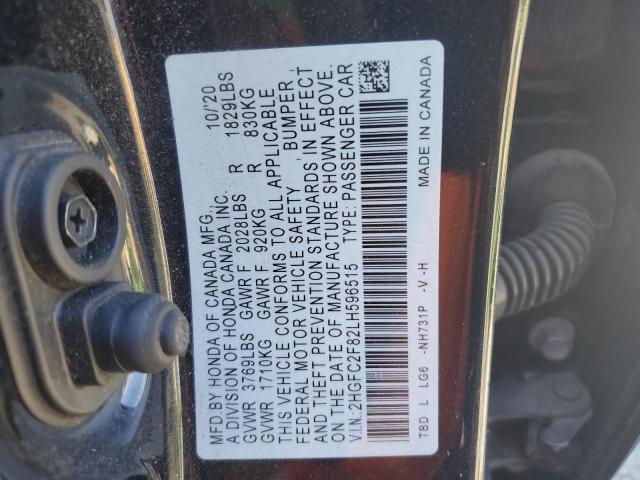 MFD.BY HONDA OF CANADA MFG. 10/'20
A DIVISION OF HONDA CANADA INC.
GVWR 3769LBS GAWR F 2028LBS R 1829LBS
GVWR 1710KG GAWR F 920KG R 830KG
THIS VEHICLE CONFORMS TO ALL APPLICABLE
FEDERAL MOTOR VEHICLE SAFETY , BUMPER ,
AND THEFT PREVENTION STANDARDS IN EFFECT
ON THE DATE OF MANUFACTURE SHOWN ABOVE.
V.I.N.:2HGFC2F82LH596515 TYPE:PASSENGER CAR
TBD L LG6 -NH731P -V -H MADE IN CANADA